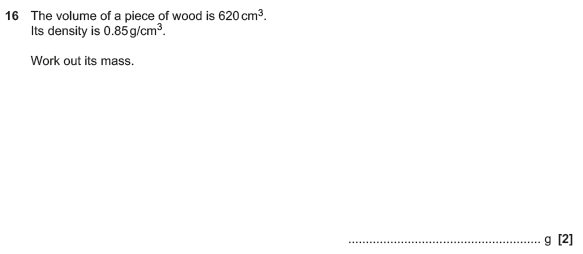 16 The volume of a piece of wood is 620 cm³.
Its density is 0.85 g/cm³.
Work out its mass.
....................................................... g [2]